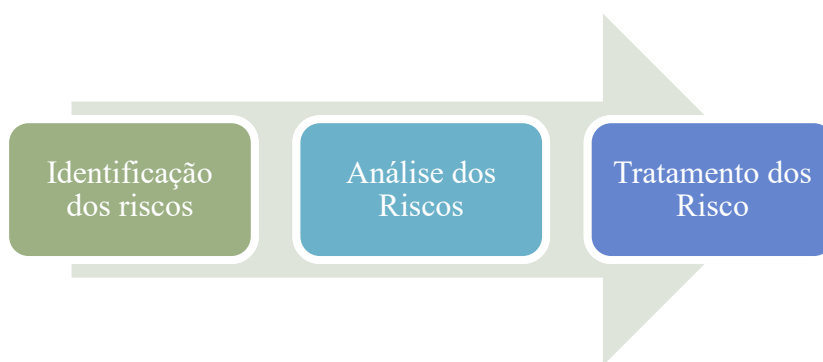 Identificação
dos riscos
Análise dos
Riscos
Tratamento dos
Risco